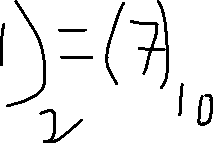 1)₂ = (7)₁₀